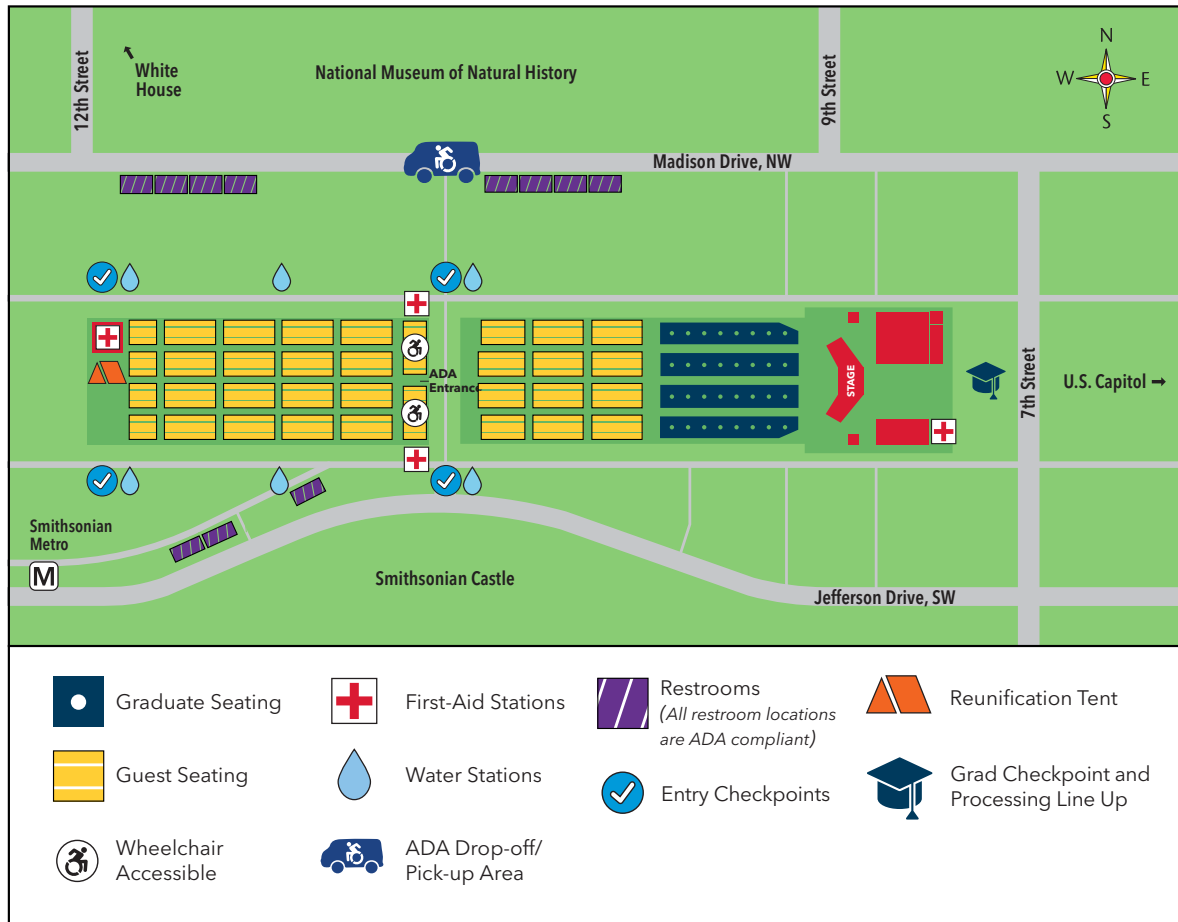 12th Street
White
House
National Museum of Natural History
9th Street
N
W
E
S
Madison Drive, NW
ADA
Entrance
STAGE
7th Street
U.S. Capitol →
Smithsonian
Metro
M
Smithsonian Castle
Jefferson Drive, SW
Graduate Seating
First-Aid Stations
Restrooms
(All restroom locations
are ADA compliant)
Reunification Tent
Guest Seating
Water Stations
Entry Checkpoints
Grad Checkpoint and
Processing Line Up
Wheelchair
Accessible
ADA Drop-off/
Pick-up Area